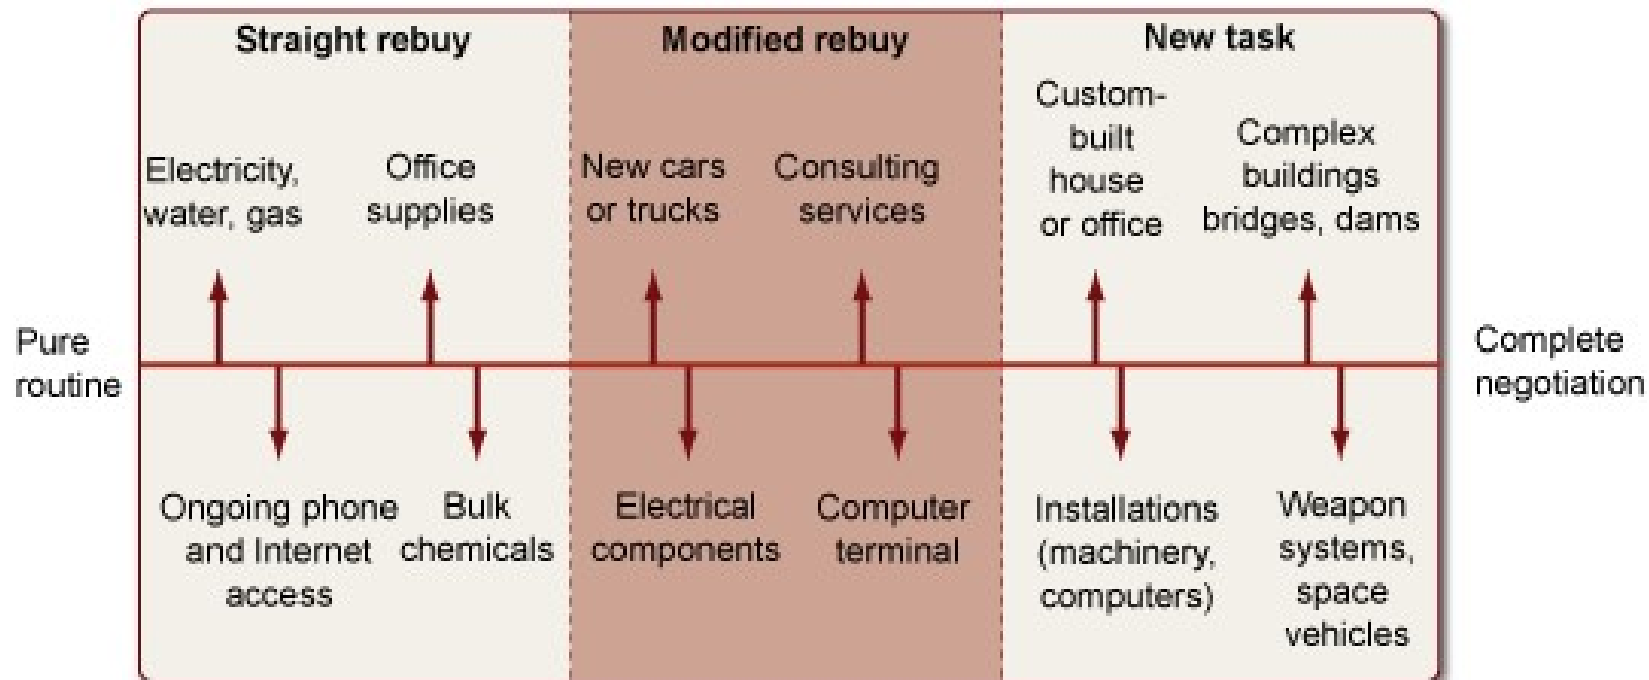 Straight rebuy
Modified rebuy
New task
Electricity,
water, gas
Office
supplies
New cars
or trucks
Consulting
services
Custom-
built
house
or office
Complex
buildings
bridges, dams
Pure
routine
Complete
negotiation
Ongoing phone
and Internet
access
Bulk
chemicals
Electrical
components
Computer
terminal
Installations
(machinery,
computers)
Weapon
systems,
space
vehicles